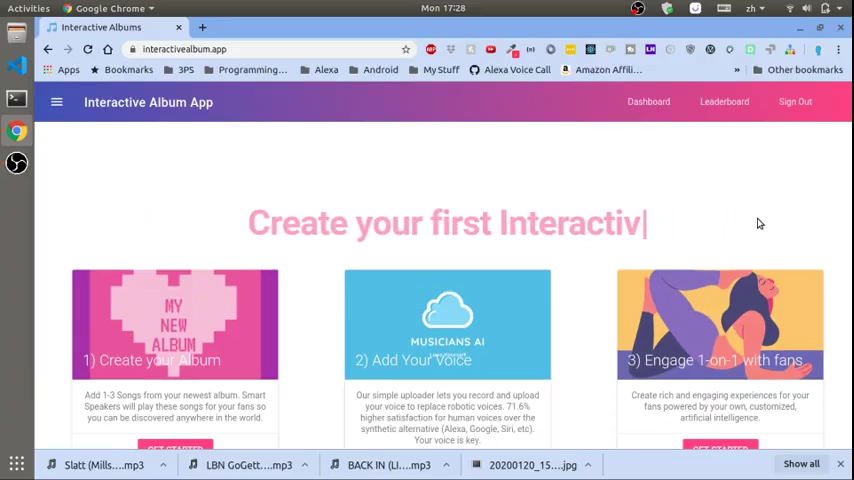 Activities
Google Chrome
Mon 17:28
zh
Interactive Albums
interactivealbum.app
Apps
Bookmarks
3PS
Programming...
Alexa
Android
My Stuff
Alexa Voice Call
Amazon Affili...
Other bookmarks
Interactive Album App
Dashboard
Leaderboard
Sign Out
Create your first Interactiv
MY
NEW
ALBUM
1) Create your Album
Add 1-3 Songs from your newest album. Smart
Speakers will play these songs for your fans so
you can be discovered anywhere in the world.
GET STARTED
MUSICIANS AI
2) Add Your Voice
Our simple uploader lets you record and upload
your voice to replace robotic voices. 71.6%
higher satisfaction for human voices over the
synthetic alternative (Alexa, Google, Siri, etc).
Your voice is key.
3) Engage 1-on-1 with fans
Create rich and engaging experiences for your
fans powered by your own, customized,
artificial intelligence.
GET STARTED
Slatt (Mills....mp3
LBN GoGett....mp3
BACK IN (LI....mp3
20200120_15....jpg
Show all